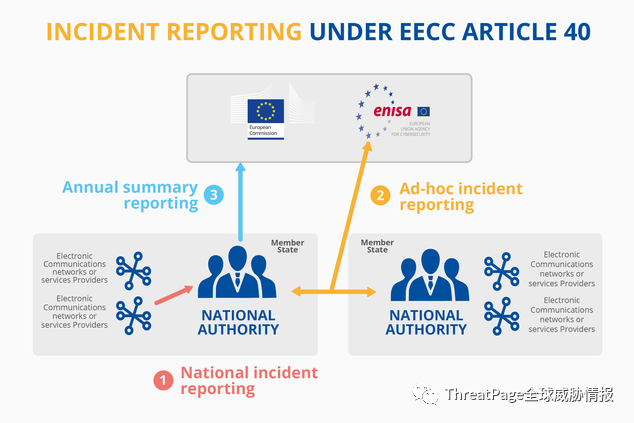 INCIDENT REPORTING UNDER EECC ARTICLE 40
European
Commission
enisa
EUROPEAN
UNION AGENCY
FOR CYBERSECURITY
Annual summary
reporting
3
2
Ad-hoc incident
reporting
Member
State
Electronic
Communications
networks or
services Providers
Electronic
Communications
networks or
services Providers
NATIONAL
AUTHORITY
Member
State
NATIONAL
AUTHORITY
Electronic
Communications
networks or
services Providers
Electronic
Communications
networks or
services Providers
1
National incident
reporting
ThreatPage全球威胁情报